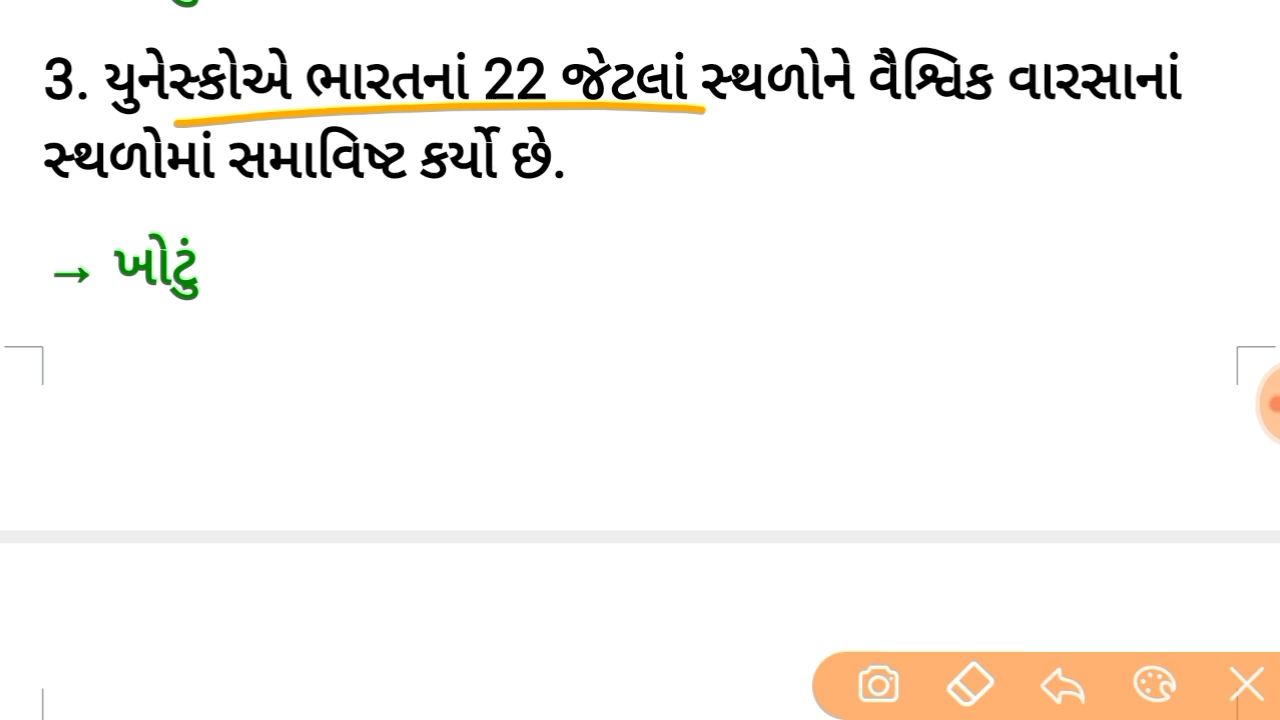 3. યુનેસ્કોએ ભારતનાં 22 જેટલાં સ્થળોને વૈશ્વિક વારસાનાં
સ્થળોમાં સમાવિષ્ટ કર્યો છે.
→ ખોટું